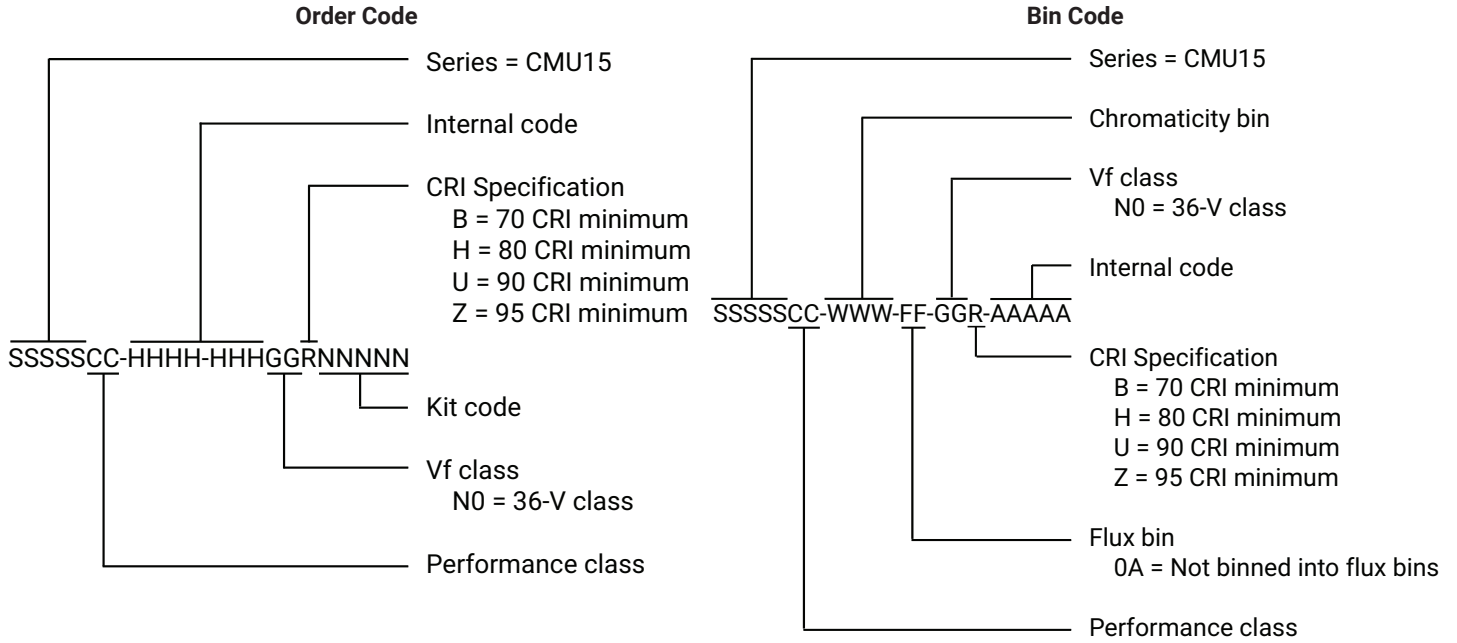 Order Code
Series = CMU15
Internal code
CRI Specification
B = 70 CRI minimum
H = 80 CRI minimum
U = 90 CRI minimum
Z = 95 CRI minimum
SSSSSCC-HHHH-HHHGGRNNNNN
Kit code
Vf class
N0 = 36-V class
Performance class
Bin Code
Series = CMU15
Chromaticity bin
Vf class
N0 = 36-V class
Internal code
SSSSSCC-WWW-FF-GGR-AAAAA
CRI Specification
B = 70 CRI minimum
H = 80 CRI minimum
U = 90 CRI minimum
Z = 95 CRI minimum
Flux bin
0A = Not binned into flux bins
Performance class